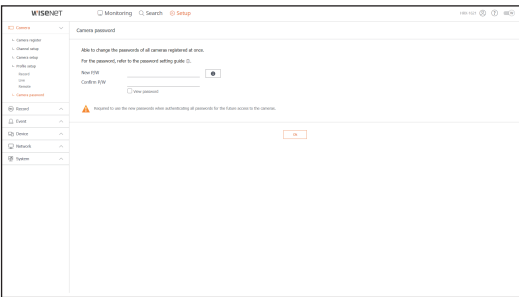 WISENET
Monitoring Search Setup
Camera
Camera password
Camera register
Channel setup
Camera setup
Profile setup
Record
Live
Remote
Camera password
Able to change the passwords of all cameras registered at once.
For the password, refer to the password setting guide
New P/W
Confirm P/W
View password
Required to use the new passwords when authenticating all passwords for the future access to the cameras.
Ok
Record
Event
Device
Network
System